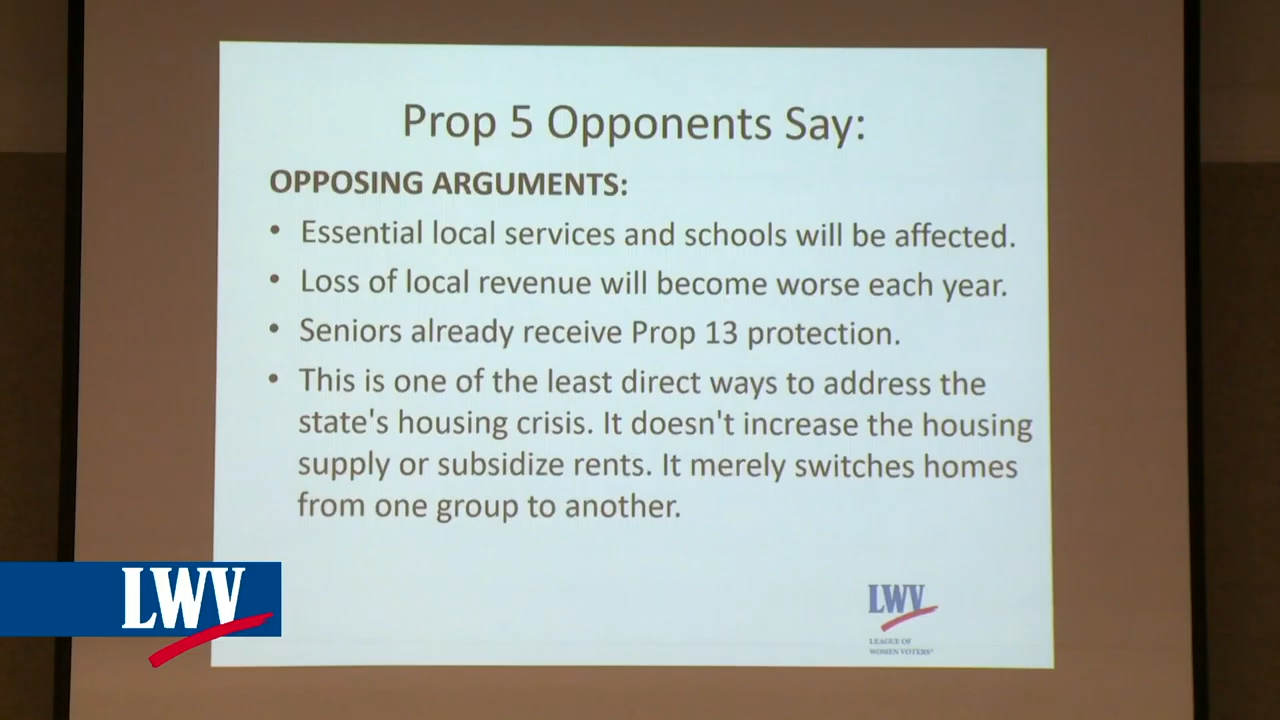 Prop 5 Opponents Say:
OPPOSING ARGUMENTS:
• Essential local services and schools will be affected.
• Loss of local revenue will become worse each year.
• Seniors already receive Prop 13 protection.
• This is one of the least direct ways to address the
state's housing crisis. It doesn't increase the housing
supply or subsidize rents. It merely switches homes
from one group to another.
LWV
LWV
LEAGUE OF
WOMEN VOTERS®